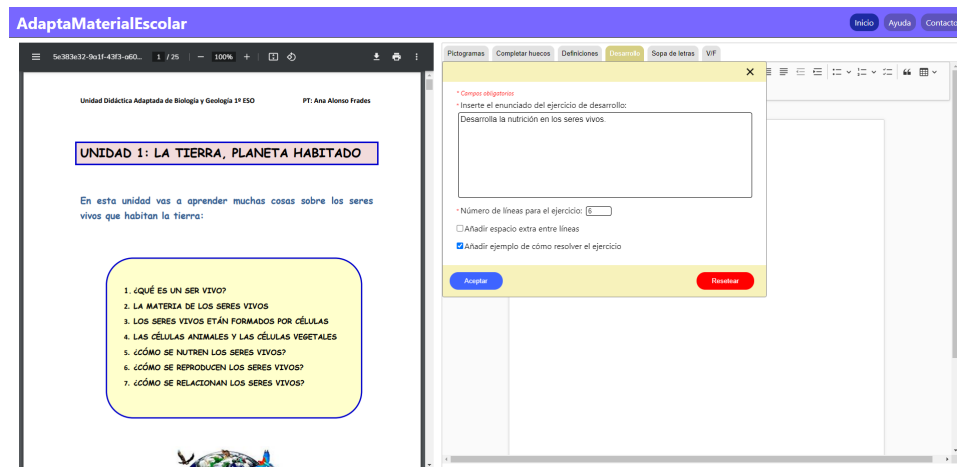 AdaptaMaterialEscolar
Inicio
Ayuda
Contacto
5e383e32-9a1f-43f3-a60...
1 / 25
100%
Unidad Didáctica Adaptada de Biología y Geología 1º ESO
PT: Ana Alonso Frades
UNIDAD 1: LA TIERRA, PLANETA HABITADO
En esta unidad vas a aprender muchas cosas sobre los seres
vivos que habitan la tierra:
1. ¿QUÉ ES UN SER VIVO?
2. LA MATERIA DE LOS SERES VIVOS
3. LOS SERES VIVOS ETÁN FORMADOS POR CÉLULAS
4. LAS CÉLULAS ANIMALES Y LAS CÉLULAS VEGETALES
5. ¿CÓMO SE NUTREN LOS SERES VIVOS?
6. ¿CÓMO SE REPRODUCEN LOS SERES VIVOS?
7. ¿CÓMO SE RELACIONAN LOS SERES VIVOS?
Pictogramas
Completar huecos
Definiciones
Desarrollo
Sopa de letras
V/F
* Campos obligatorios
* Inserte el enunciado del ejercicio de desarrollo:
Desarrolla la nutrición en los seres vivos.
* Número de líneas para el ejercicio: 6
Añadir espacio extra entre líneas
Añadir ejemplo de cómo resolver el ejercicio
Aceptar
Resetear